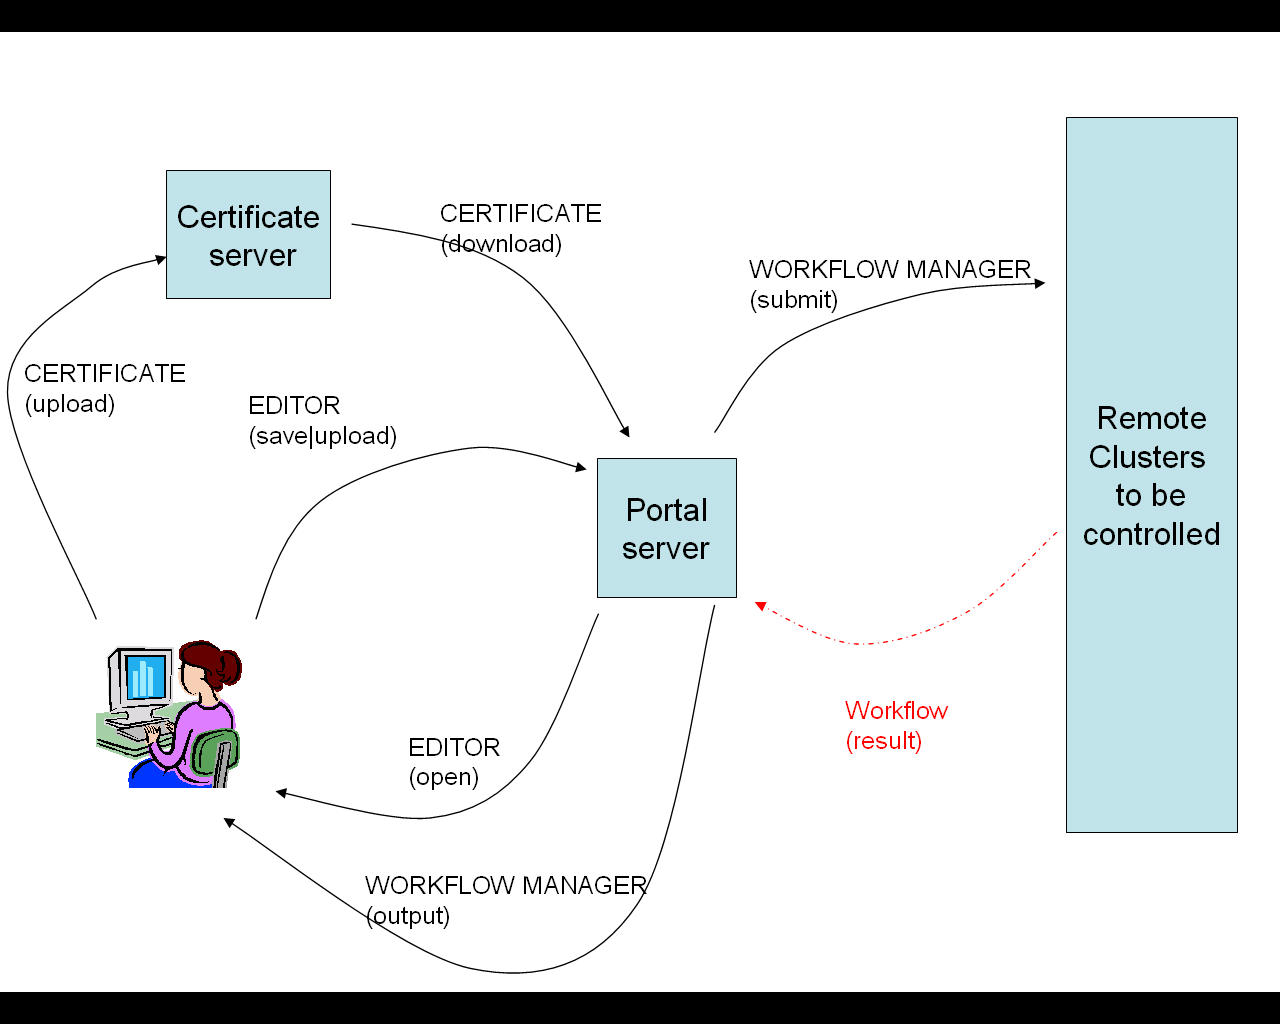 Certificate
server
CERTIFICATE
(download)
WORKFLOW MANAGER
(submit)
CERTIFICATE
(upload)
EDITOR
(save|upload)
Remote
Clusters
to be
controlled
Portal
server
Workflow
(result)
EDITOR
(open)
WORKFLOW MANAGER
(output)